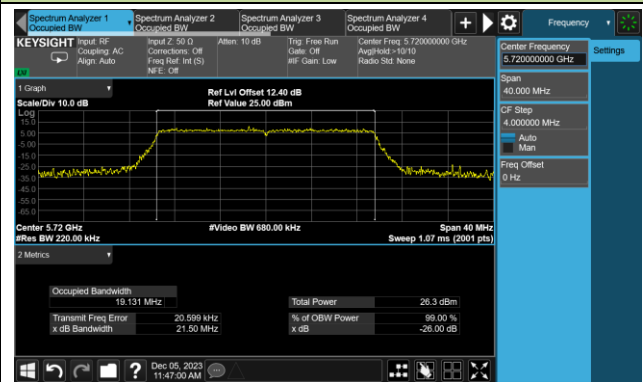 Spectrum Analyzer 1
Occupied BW
Spectrum Analyzer 2
Occupied BW
Spectrum Analyzer 3
Occupied BW
Spectrum Analyzer 4
Occupied BW
Frequency
KEYSIGHT
Input: RF
Coupling: AC
Align: Auto
Input Z: 50 Ω
Corrections: Off
Freq Ref: Int (S)
NFE: Off
Atten: 10 dB
Trig: Free Run
Gate: Off
#IF Gain: Low
Center Freq: 5.720000000 GHz
Avg|Hold:>10/10
Radio Std: None
Center Frequency
5.720000000 GHz
Settings
Span
40.000 MHz
CF Step
4.000000 MHz
Auto
Man
Freq Offset
0 Hz
1 Graph
Scale/Div 10.0 dB
Ref Lvl Offset 12.40 dB
Ref Value 25.00 dBm
Log
15.0
5.00
-5.00
-15.0
-25.0
-35.0
-45.0
-55.0
-65.0
Center 5.72 GHz
#Video BW 680.00 kHz
Span 40 MHz
#Res BW 220.00 kHz
Sweep 1.07 ms (2001 pts)
2 Metrics
Occupied Bandwidth
19.131 MHz
Total Power
26.3 dBm
Transmit Freq Error
20.599 kHz
% of OBW Power
99.00 %
x dB Bandwidth
21.50 MHz
x dB
-26.00 dB
Dec 05, 2023
11:47:00 AM